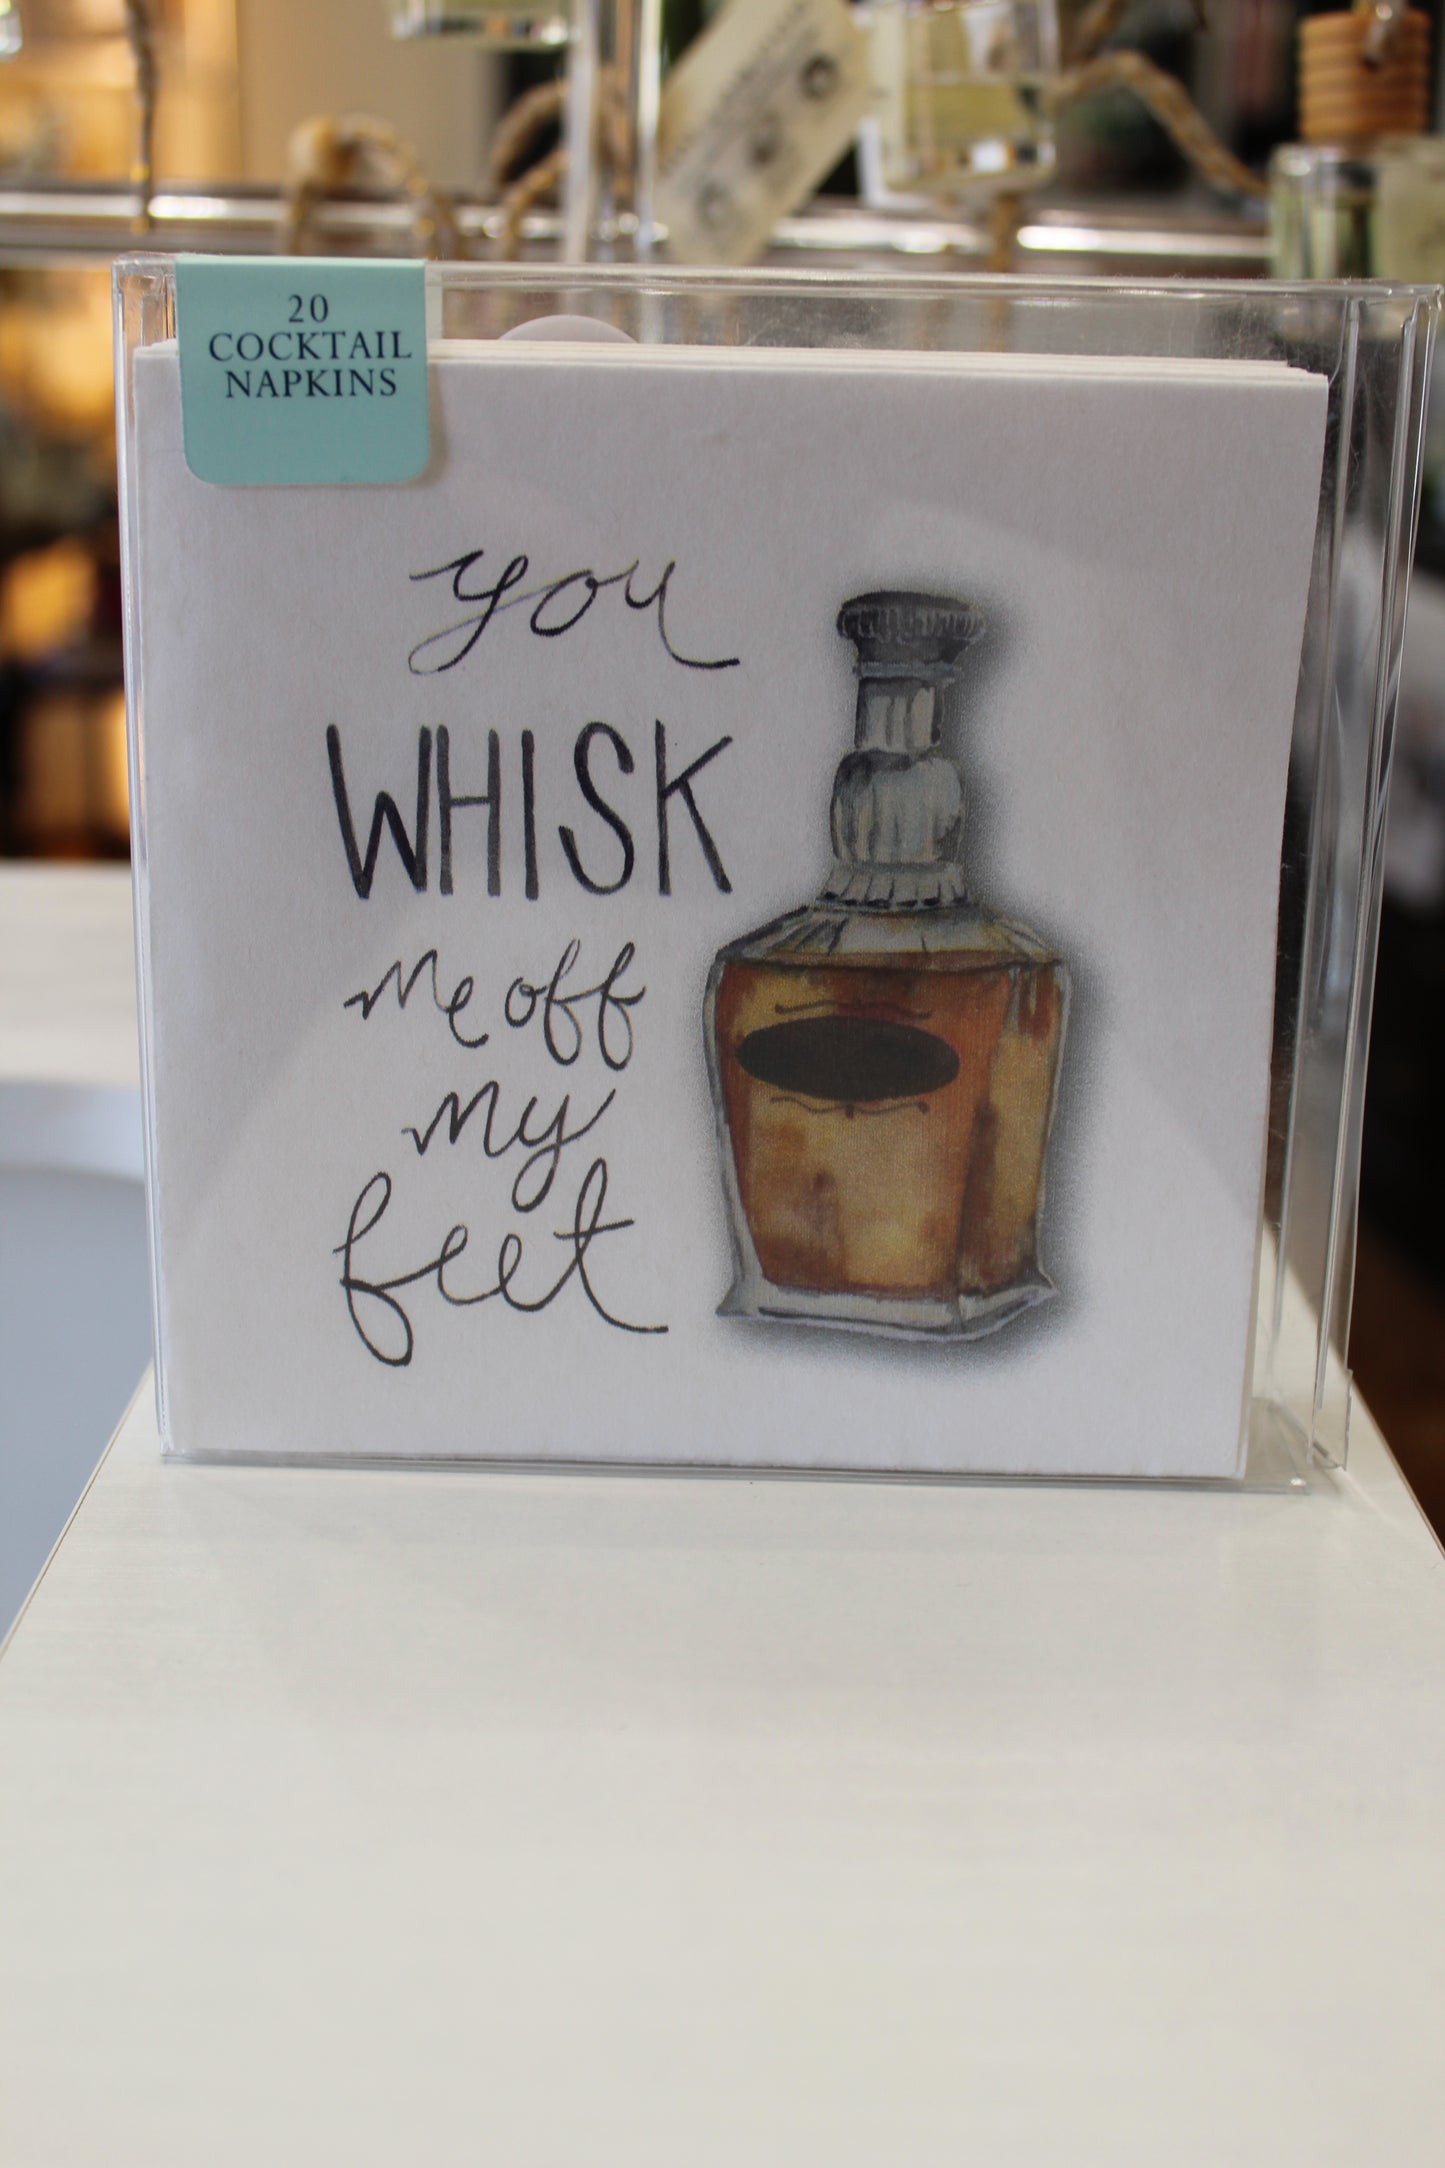 20
COCKTAIL
NAPKINS
you
WHISK
me off
my
feet